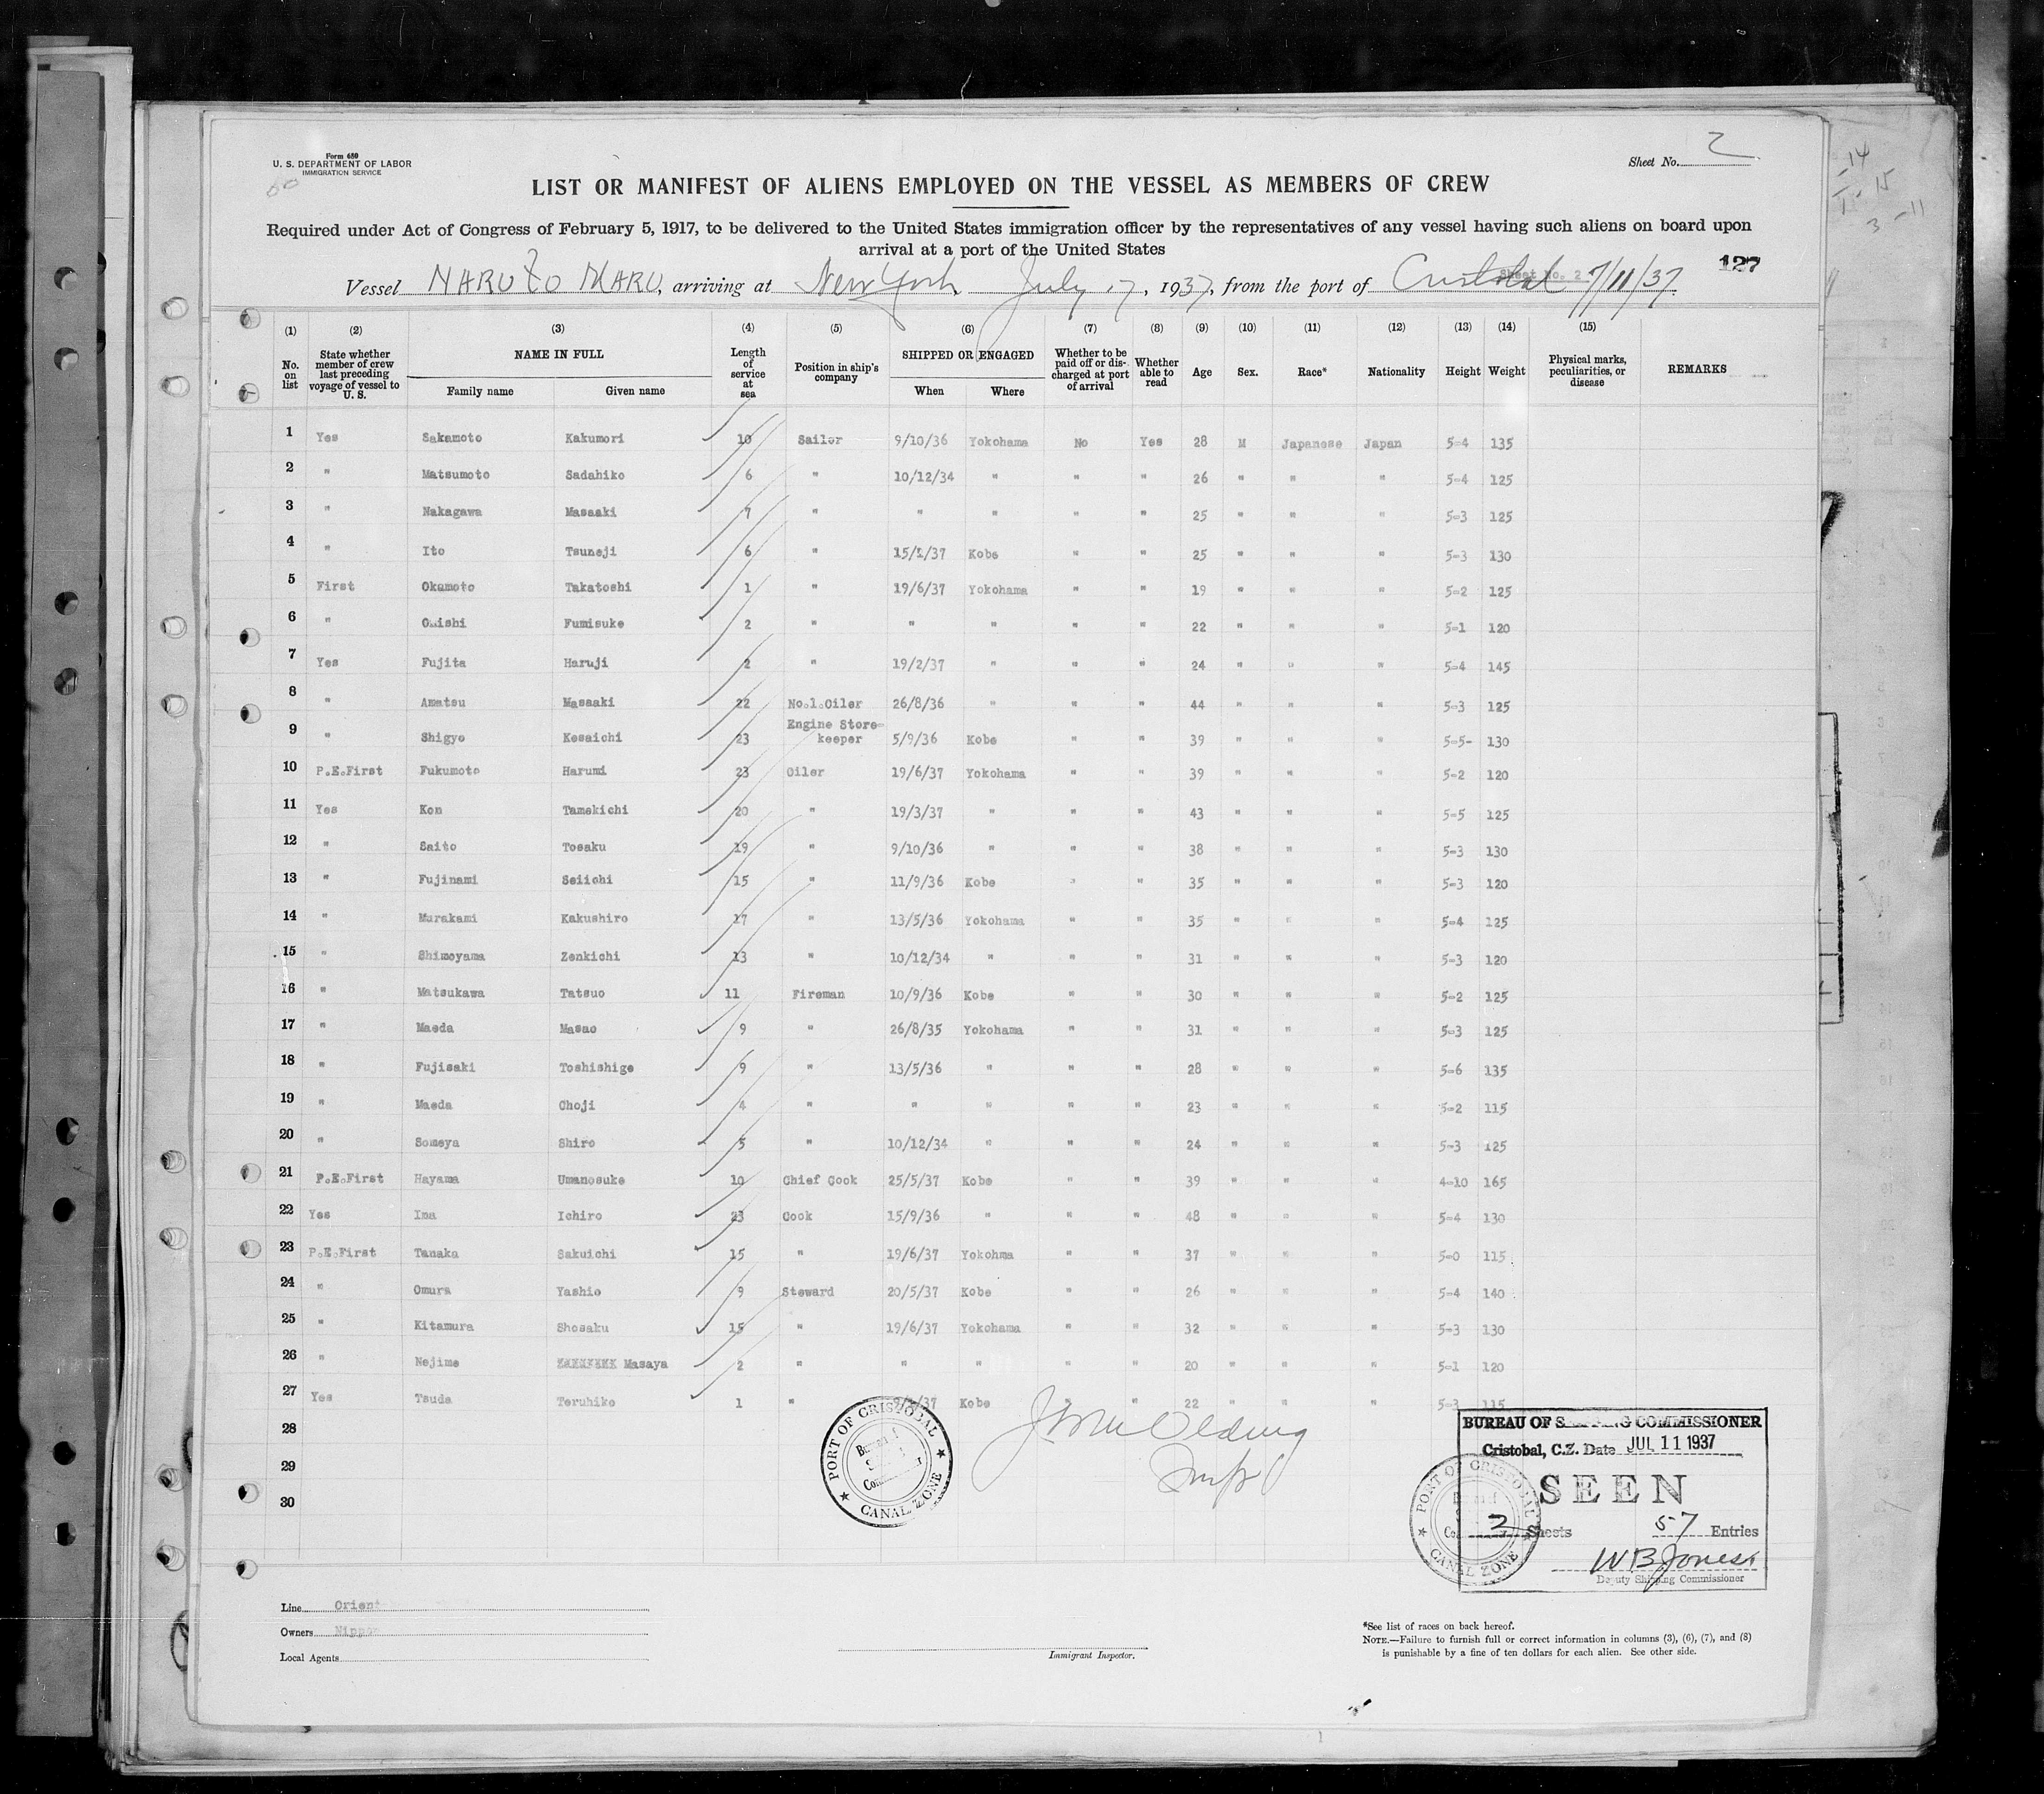 Form 680
U. S. DEPARTMENT OF LABOR
IMMIGRATION SERVICE
60
Sheet No. 2
LIST OR MANIFEST OF ALIENS EMPLOYED ON THE VESSEL AS MEMBERS OF CREW
Required under Act of Congress of February 5, 1917, to be delivered to the United States immigration officer by the representatives of any vessel having such aliens on board upon
arrival at a port of the United States
127
Sheet No. 2
Vessel NARUTO MARU, arriving at New York, July 17, 1937, from the port of Cristobal 7/11/37
(1) (2) (3) (4) (5) (6) (7) (8) (9) (10) (11) (12) (13) (14) (15)
No. on list | State whether member of crew last preceding voyage of vessel to U. S. | NAME IN FULL | Length of service at sea | Position in ship's company | SHIPPED OR ENGAGED | Whether to be paid off or discharged at port of arrival | Whether able to read | Age | Sex. | Race* | Nationality | Height | Weight | Physical marks, peculiarities, or disease | REMARKS
Family name | Given name | When | Where
1 Yes Sakamoto Kakumori 10 Sailor 9/10/36 Yokohama No Yes 28 M Japanese Japan 5-4 135
2 " Matsumoto Sadahiko 6 " 10/12/34 " " " 26 " " " 5-4 125
3 " Nakagawa Masaaki 7 " " " " " 25 " " " 5-3 125
4 " Ito Tsuneji 6 " 15/1/37 Kobe " " 25 " " " 5-3 130
5 First Okamoto Takatoshi 1 " 19/6/37 Yokohama " " 19 " " " 5-2 125
6 " Oishi Fumisuke 2 " " " " " 22 " " " 5-1 120
7 Yes Fujita Haruji 2 " 19/2/37 " " " 24 " " " 5-4 145
8 " Amatsu Masaaki 22 No.1.Oiler 26/8/36 " " " 44 " " " 5-3 125
9 " Shigyo Kesaichi 23 Engine Store-keeper 5/9/36 Kobe " " 39 " " " 5-5- 130
10 P.E.First Fukumoto Harumi 23 Oiler 19/6/37 Yokohama " " 39 " " " 5-2 120
11 Yes Kon Tamekichi 20 " 19/3/37 " " " 43 " " " 5-5 125
12 " Saito Tosaku 19 " 9/10/36 " " " 38 " " " 5-3 130
13 " Fujinami Seiichi 15 " 11/9/36 Kobe " " 35 " " " 5-3 120
14 " Murakami Kakushiro 17 " 13/5/36 Yokohama " " 35 " " " 5-4 125
15 " Shimoyama Zenkichi 13 " 10/12/34 " " " 31 " " " 5-3 120
16 " Matsukawa Tatsuo 11 Fireman 10/9/36 Kobe " " 30 " " " 5-2 125
17 " Maeda Masao 9 " 26/8/35 Yokohama " " 31 " " " 5-3 125
18 " Fujisaki Toshishige 9 " 13/5/36 " " " 28 " " " 5-6 135
19 " Maeda Choji 4 " " " " " 23 " " " 5-2 115
20 " Someya Shiro 5 " 10/12/34 " " " 24 " " " 5-3 125
21 P.E.First Hayama Umanosuke 10 Chief Cook 25/5/37 Kobe " " 39 " " " 4-10 165
22 Yes Ima Ichiro 23 Cook 15/9/36 " " " 48 " " " 5-4 130
23 P.E.First Tanaka Sakuichi 15 " 19/6/37 Yokohma " " 37 " " " 5-0 115
24 " Omura Yashio 9 Steward 20/5/37 Kobe " " 26 " " " 5-4 140
25 " Kitamura Shosaku 15 " 19/6/37 Yokohama " " 32 " " " 5-3 130
26 " Nejime Masaya 2 " " " " " 20 " " " 5-1 120
27 Yes Tsuda Teruhiko 1 " Kobe " " 22 " " " 5-3 115
28
29
30
PORT OF CRISTOBAL
CANAL ZONE
BUREAU OF SHIPPING COMMISSIONER
Cristobal, C.Z. Date JUL 11 1937
SEEN
2 Sheets 57 Entries
W B Jones
Deputy Shipping Commissioner
PORT OF CRISTOBAL
CANAL ZONE
Line Orient
Owners Nippon
Local Agents
Immigrant Inspector.
*See list of races on back hereof.
NOTE.—Failure to furnish full or correct information in columns (3), (6), (7), and (8)
is punishable by a fine of ten dollars for each alien. See other side.